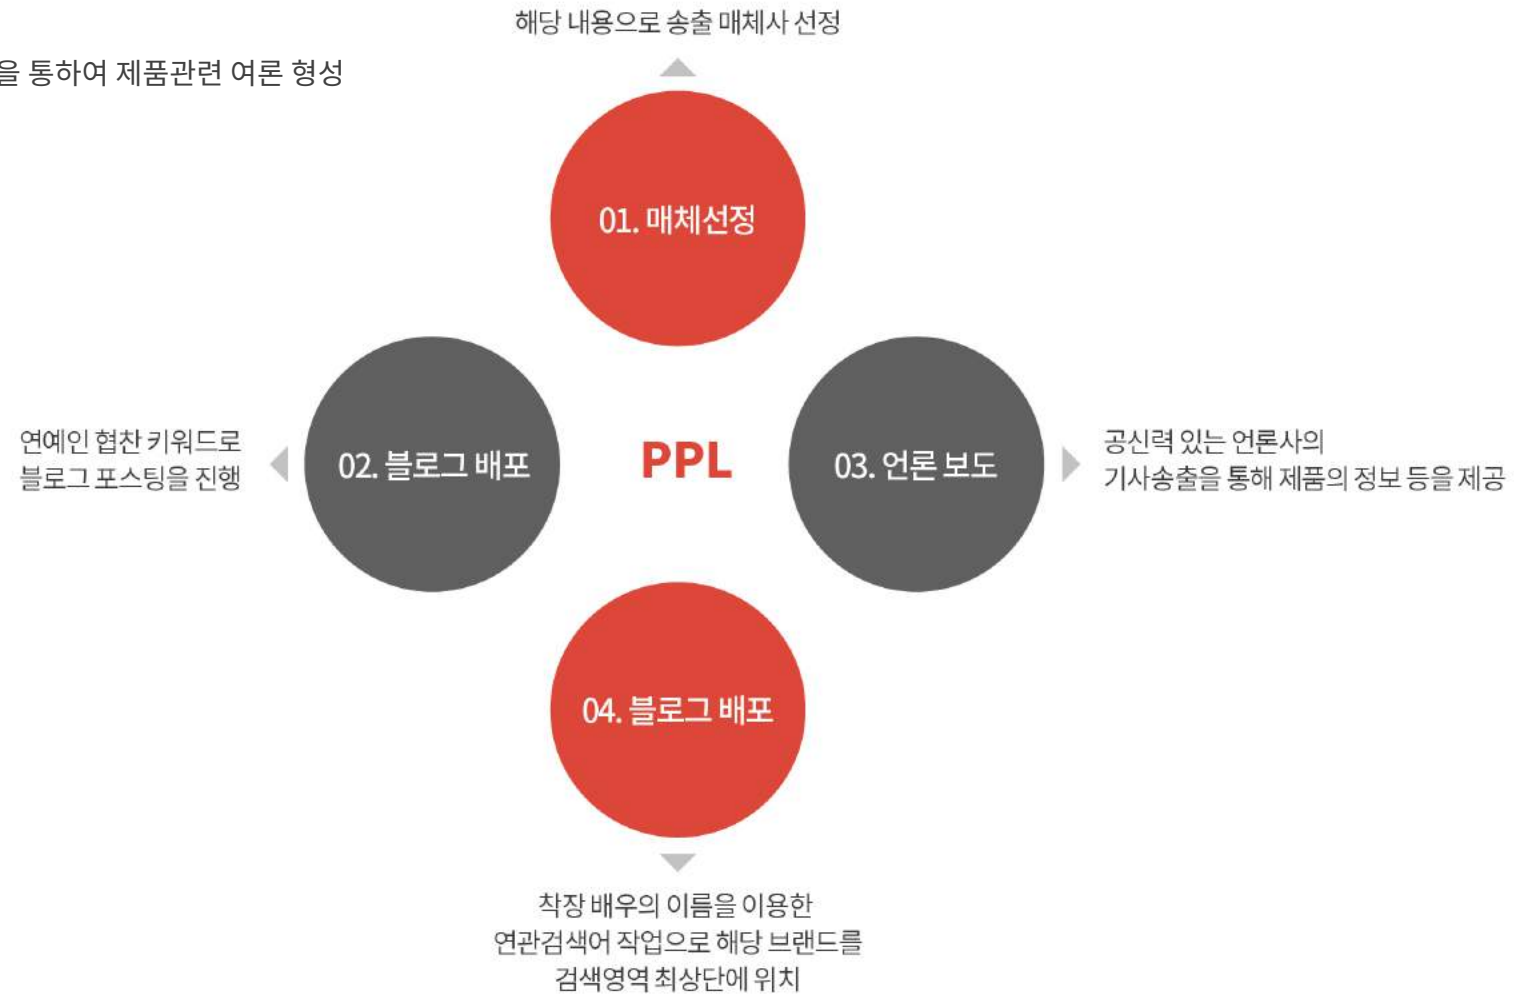 해당 내용으로 송출 매체사 선정
을 통하여 제품관련 여론 형성
01. 매체선정
연예인 협찬 키워드로
블로그 포스팅을 진행
02. 블로그 배포
PPL
03. 언론 보도
공신력 있는 언론사의
기사송출을 통해 제품의 정보 등을 제공
04. 블로그 배포
착장 배우의 이름을 이용한
연관검색어 작업으로 해당 브랜드를
검색영역 최상단에 위치